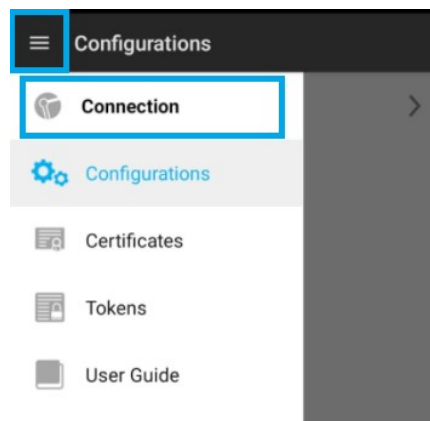 Configurations
Connection
Configurations
Certificates
Tokens
User Guide